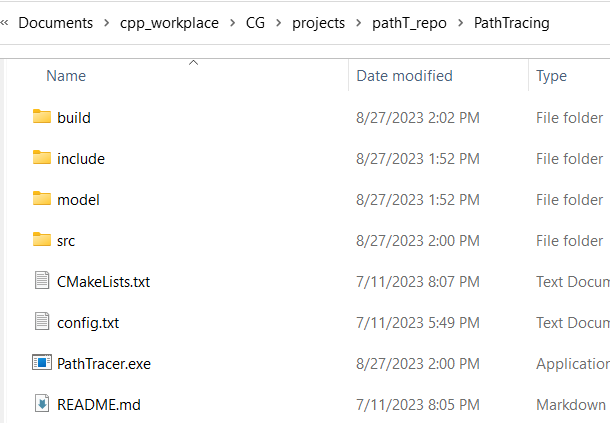 « Documents > cpp_workplace > CG > projects > pathT_repo > PathTracing
Name Date modified Type
build 8/27/2023 2:02 PM File folder
include 8/27/2023 1:52 PM File folder
model 8/27/2023 1:52 PM File folder
src 8/27/2023 2:00 PM File folder
CMakeLists.txt 7/11/2023 8:07 PM Text Docum
config.txt 7/11/2023 5:49 PM Text Docum
PathTracer.exe 8/27/2023 2:00 PM Application
README.md 7/11/2023 8:05 PM Markdown